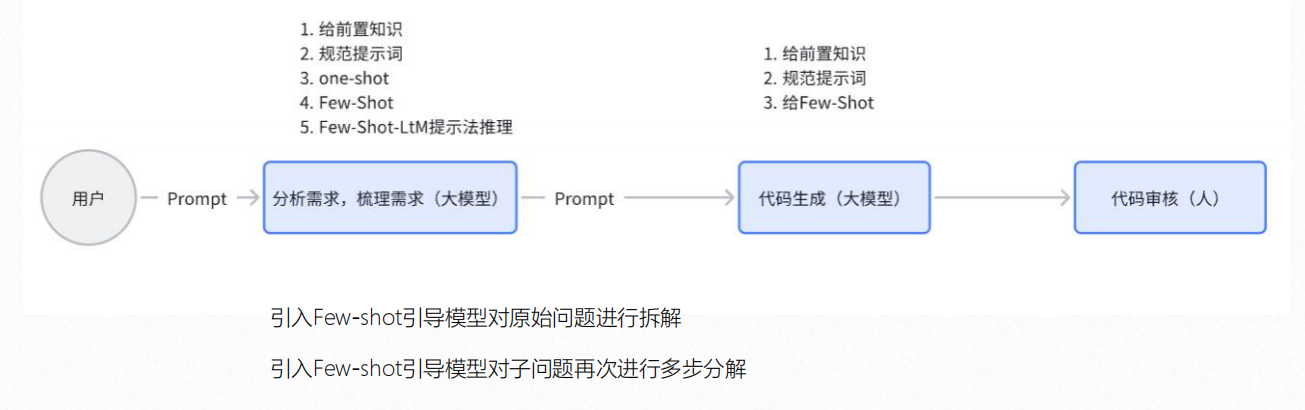 1. 给前置知识
2. 规范提示词
3. one-shot
4. Few-Shot
5. Few-Shot-LtM提示法推理
1. 给前置知识
2. 规范提示词
3. 给Few-Shot
用户
Prompt
分析需求，梳理需求（大模型）
Prompt
代码生成（大模型）
代码审核（人）
引入Few-shot引导模型对原始问题进行拆解
引入Few-shot引导模型对子问题再次进行多步分解